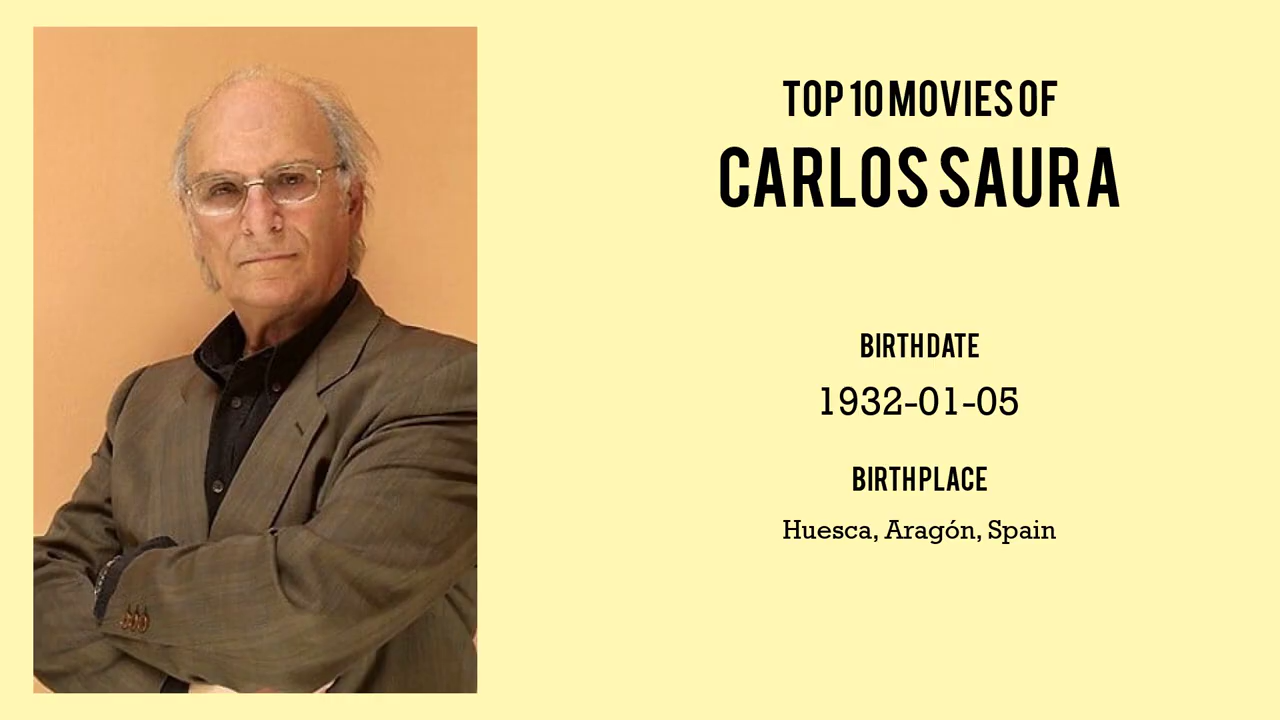 TOP 10 MOVIES OF
CARLOS SAURA
BIRTHDATE
1932-01-05
BIRTHPLACE
Huesca, Aragón, Spain